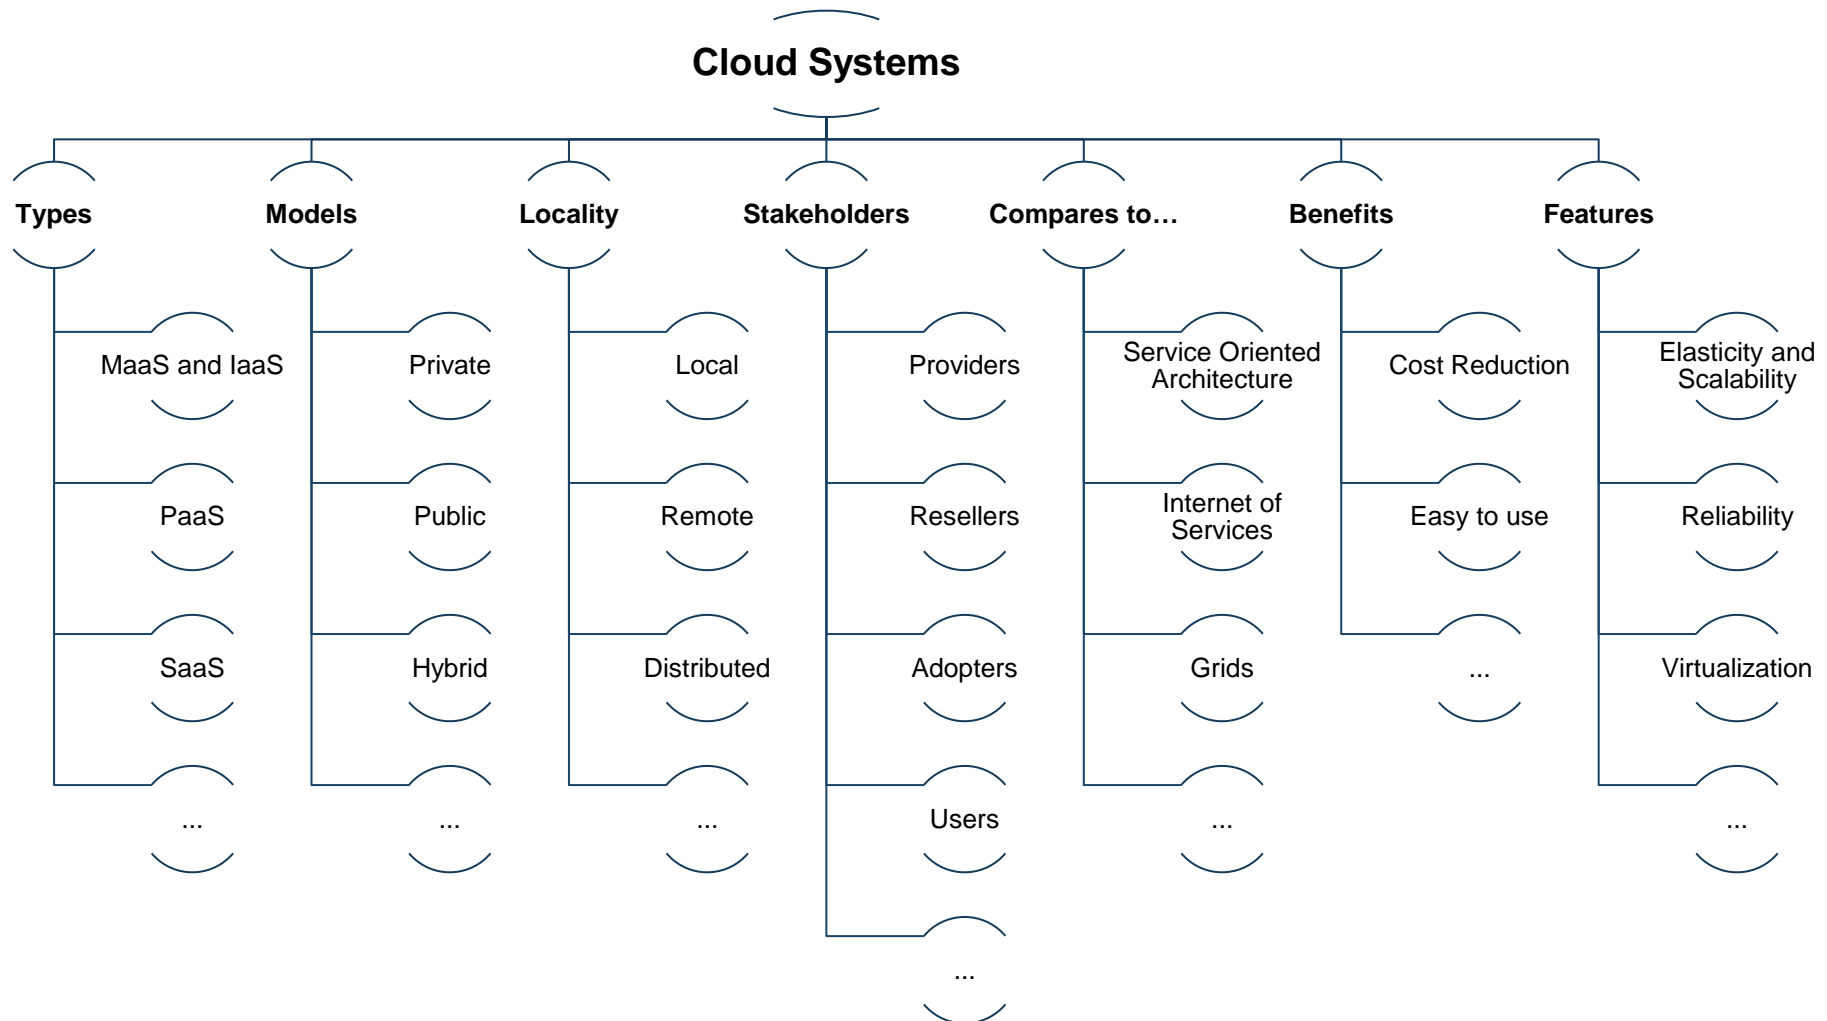 Cloud Systems
Types
Models
Locality
Stakeholders
Compares to…
Benefits
Features
MaaS and IaaS
Private
Local
Providers
Service Oriented
Architecture
Cost Reduction
Elasticity and
Scalability
PaaS
Public
Remote
Resellers
Internet of
Services
Easy to use
Reliability
SaaS
Hybrid
Distributed
Adopters
Grids
...
Virtualization
...
...
...
Users
...
...
...